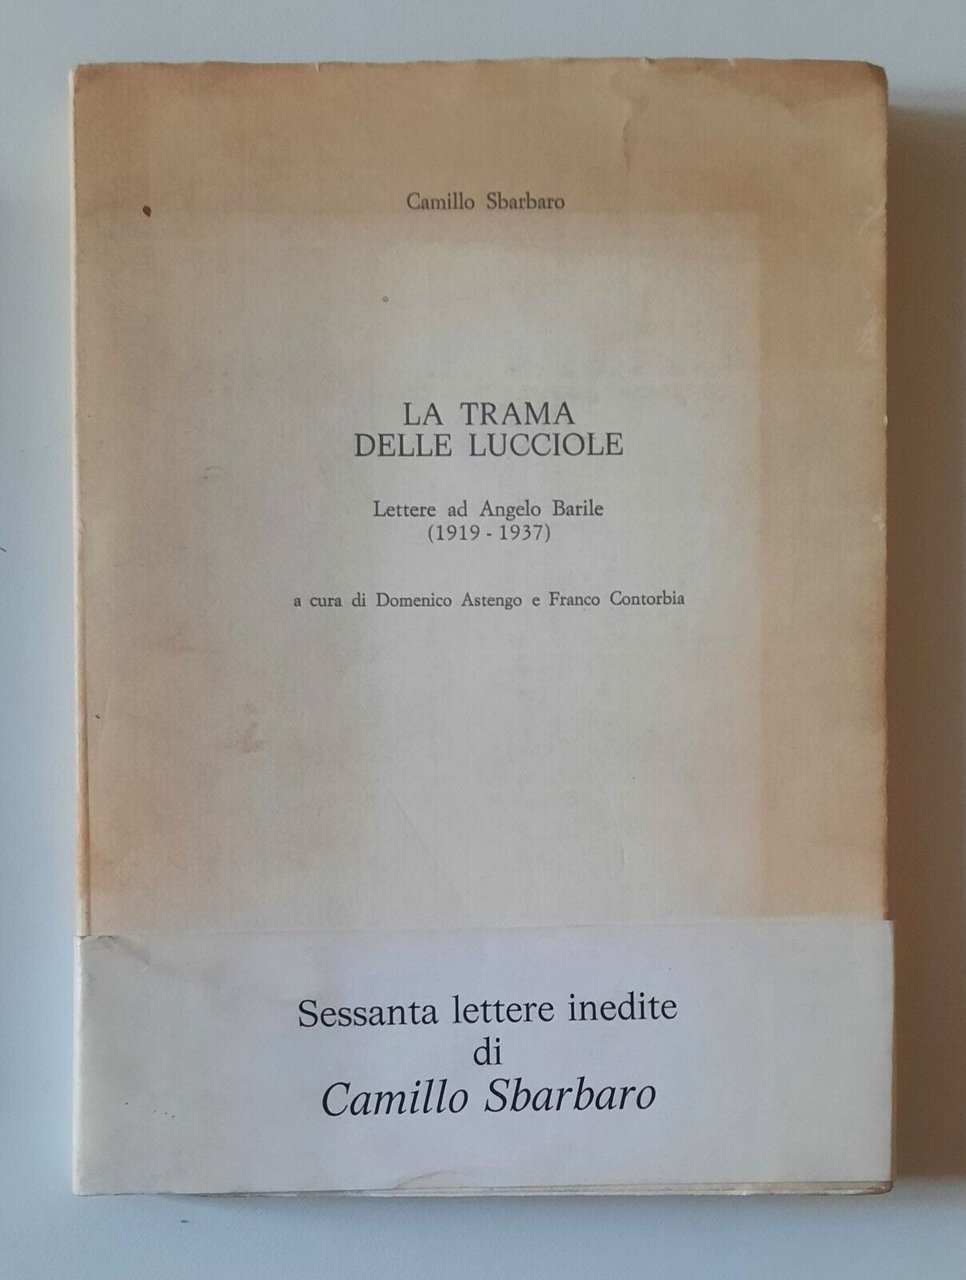 Camillo Sbarbaro
LA TRAMA
DELLE LUCCIOLE
Lettere ad Angelo Barile
(1919 - 1937)
a cura di Domenico Astengo e Franco Contorbia
Sessanta lettere inedite
di
Camillo Sbarbaro